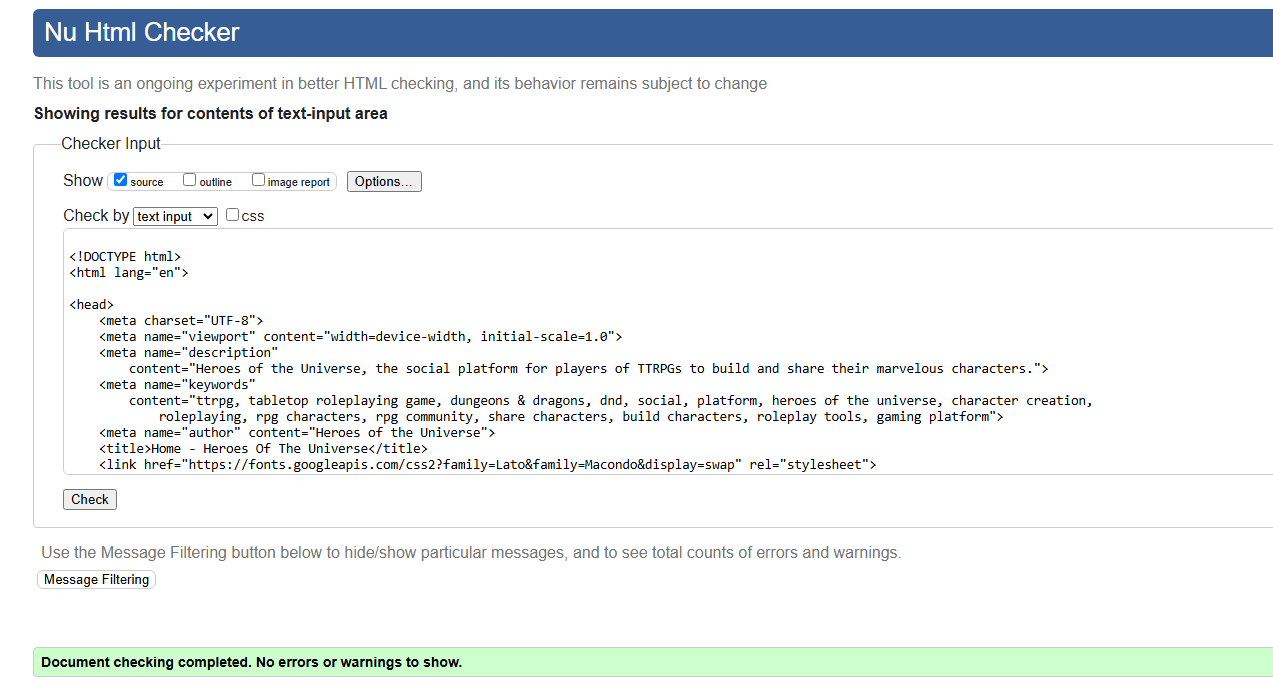 Nu Html Checker
This tool is an ongoing experiment in better HTML checking, and its behavior remains subject to change
Showing results for contents of text-input area
Checker Input
Show source outline image report Options...
Check by text input css
<!DOCTYPE html>
<html lang="en">
<head>
    <meta charset="UTF-8">
    <meta name="viewport" content="width=device-width, initial-scale=1.0">
    <meta name="description"
        content="Heroes of the Universe, the social platform for players of TTRPGs to build and share their marvelous characters.">
    <meta name="keywords"
        content="ttrpg, tabletop roleplaying game, dungeons & dragons, dnd, social, platform, heroes of the universe, character creation,
            roleplaying, rpg characters, rpg community, share characters, build characters, roleplay tools, gaming platform">
    <meta name="author" content="Heroes of the Universe">
    <title>Home - Heroes Of The Universe</title>
    <link href="https://fonts.googleapis.com/css2?family=Lato&family=Macondo&display=swap" rel="stylesheet">
Check
Use the Message Filtering button below to hide/show particular messages, and to see total counts of errors and warnings.
Message Filtering
Document checking completed. No errors or warnings to show.